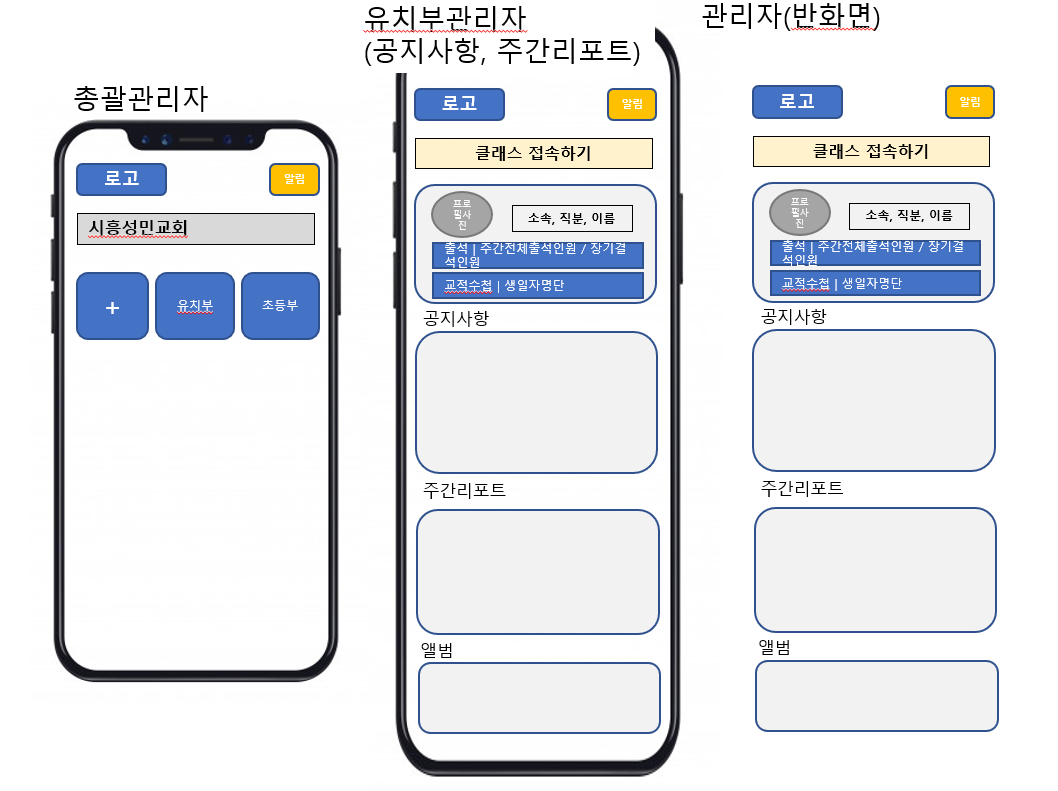 총괄관리자
로고
알림
시흥성민교회
+
유치부
초등부
유치부관리자
(공지사항, 주간리포트)
로고
알림
클래스 접속하기
프로
필사
진
소속, 직분, 이름
출석 | 주간전체출석인원 / 장기결
석인원
교적수첩 | 생일자명단
공지사항
주간리포트
앨범
관리자(반화면)
로고
알림
클래스 접속하기
프로
필사
진
소속, 직분, 이름
출석 | 주간전체출석인원 / 장기결
석인원
교적수첩 | 생일자명단
공지사항
주간리포트
앨범